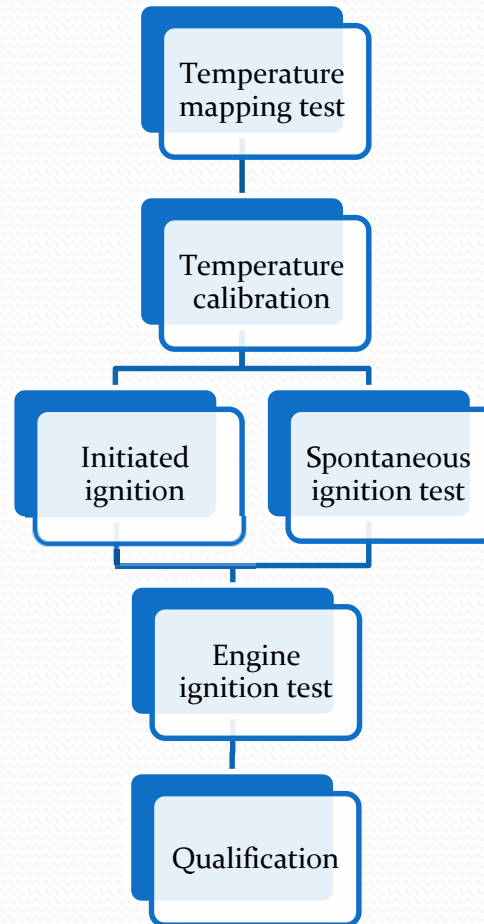 Temperature
mapping test
Temperature
calibration
Initiated
ignition
Spontaneous
ignition test
Engine
ignition test
Qualification